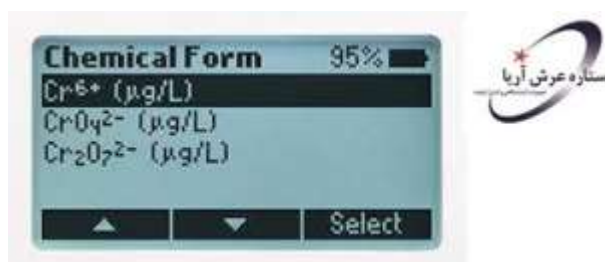 Chemical Form 95%
Cr⁶⁺ (µg/L)
CrO₄²⁻ (µg/L)
Cr₂O₇²⁻ (µg/L)
Select
ستاره عرش آریا